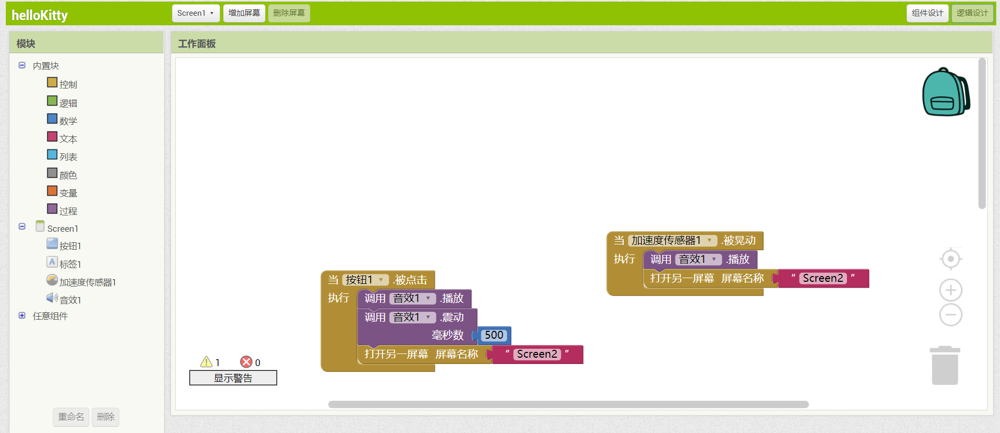 helloKitty
Screen1 增加屏幕 删除屏幕 组件设计 逻辑设计
模块
内置块
控制
逻辑
数学
文本
列表
颜色
变量
过程
Screen1
按钮1
A 标签1
加速度传感器1
音效1
任意组件
重命名 删除
工作面板
当 加速度传感器1 .被晃动
执行 调用 音效1 .播放
打开另一屏幕 屏幕名称 “ Screen2 ”
当 按钮1 .被点击
执行 调用 音效1 .播放
调用 音效1 .震动
毫秒数 500
打开另一屏幕 屏幕名称 “ Screen2 ”
1 0
显示警告